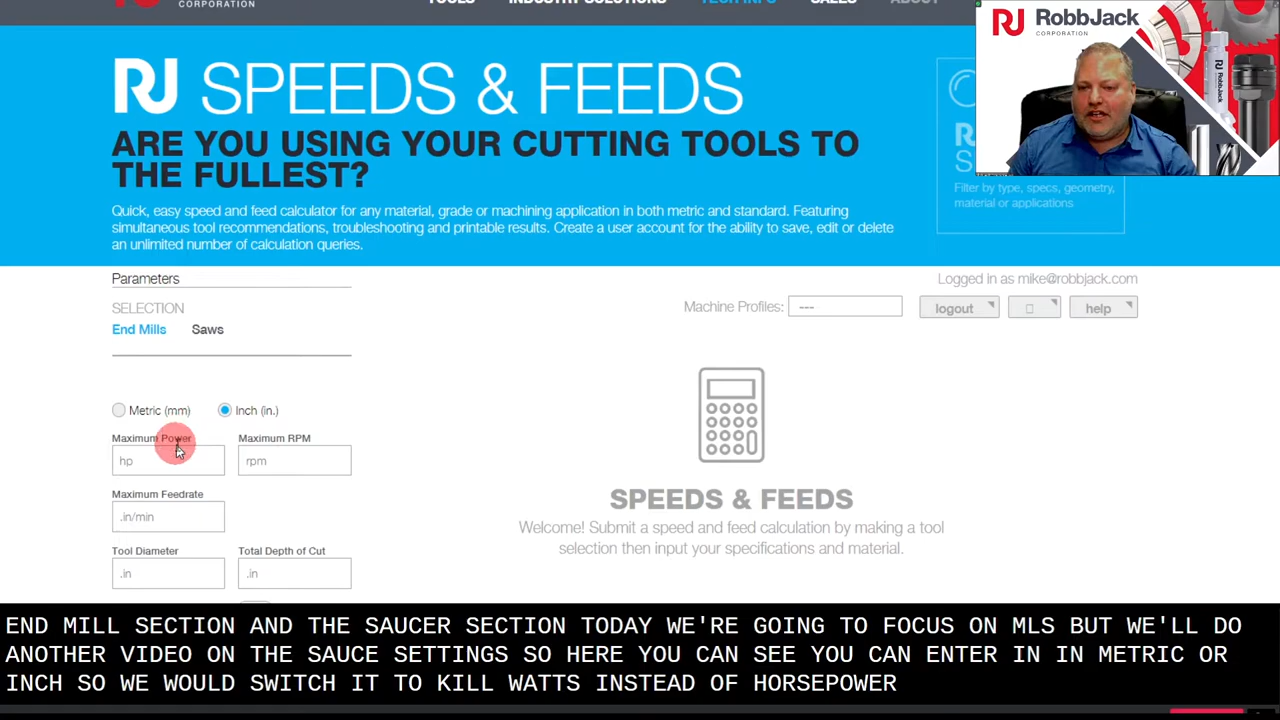 CORPORATION
TOOLS INDUSTRY SOLUTIONS TECH INFO SALES ABOUT
RJ RobbJack
CORPORATION
RobbJack
RJ SPEEDS & FEEDS
ARE YOU USING YOUR CUTTING TOOLS TO
THE FULLEST?
Quick, easy speed and feed calculator for any material, grade or machining application in both metric and standard. Featuring
simultaneous tool recommendations, troubleshooting and printable results. Create a user account for the ability to save, edit or delete
an unlimited number of calculation queries.
Filter by type, specs, geometry,
material or applications
Parameters
Logged in as mike@robbjack.com
SELECTION
Machine Profiles: --- logout help
End Mills Saws
Metric (mm) Inch (in.)
Maximum Power Maximum RPM
hp rpm
Maximum Feedrate
.in/min
Tool Diameter Total Depth of Cut
.in .in
SPEEDS & FEEDS
Welcome! Submit a speed and feed calculation by making a tool
selection then input your specifications and material.
END MILL SECTION AND THE SAUCER SECTION TODAY WE'RE GOING TO FOCUS ON MLS BUT WE'LL DO
ANOTHER VIDEO ON THE SAUCE SETTINGS SO HERE YOU CAN SEE YOU CAN ENTER IN IN METRIC OR
INCH SO WE WOULD SWITCH IT TO KILL WATTS INSTEAD OF HORSEPOWER